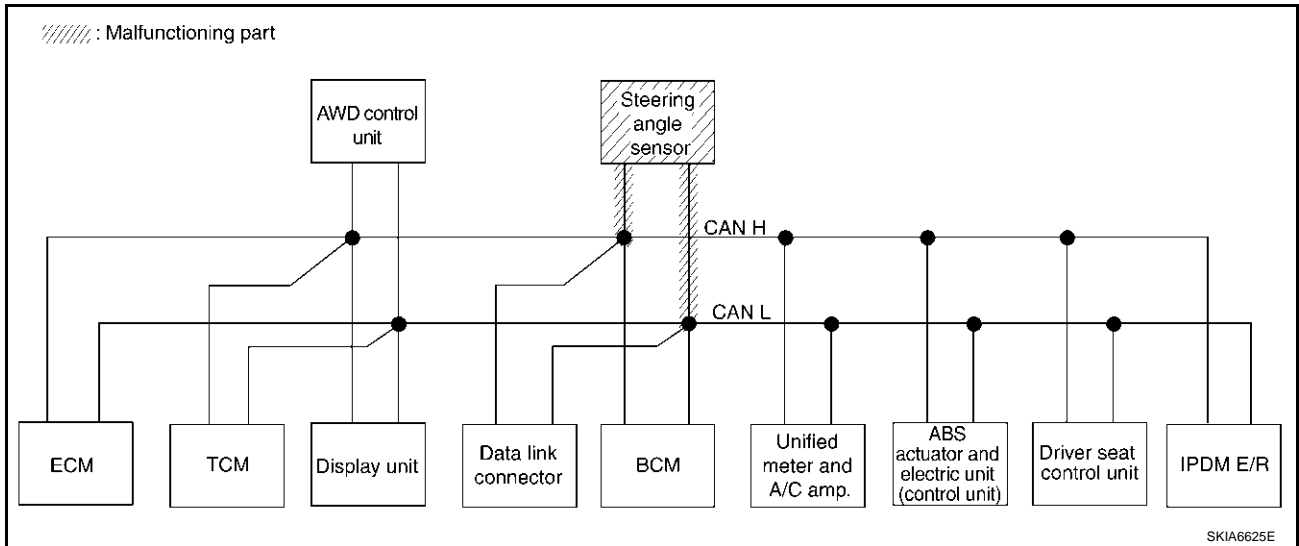 : Malfunctioning part
AWD control
unit
Steering
angle
sensor
CAN H
CAN L
ECM
TCM
Display unit
Data link
connector
BCM
Unified
meter and
A/C amp.
ABS
actuator and
electric unit
(control unit)
Driver seat
control unit
IPDM E/R
SKIA6625E